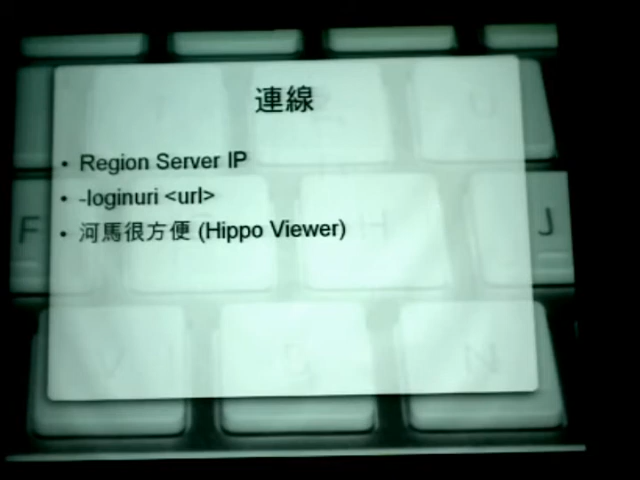 連線
• Region Server IP
• -loginuri <url>
• 河馬很方便 (Hippo Viewer)
F
J
H
N